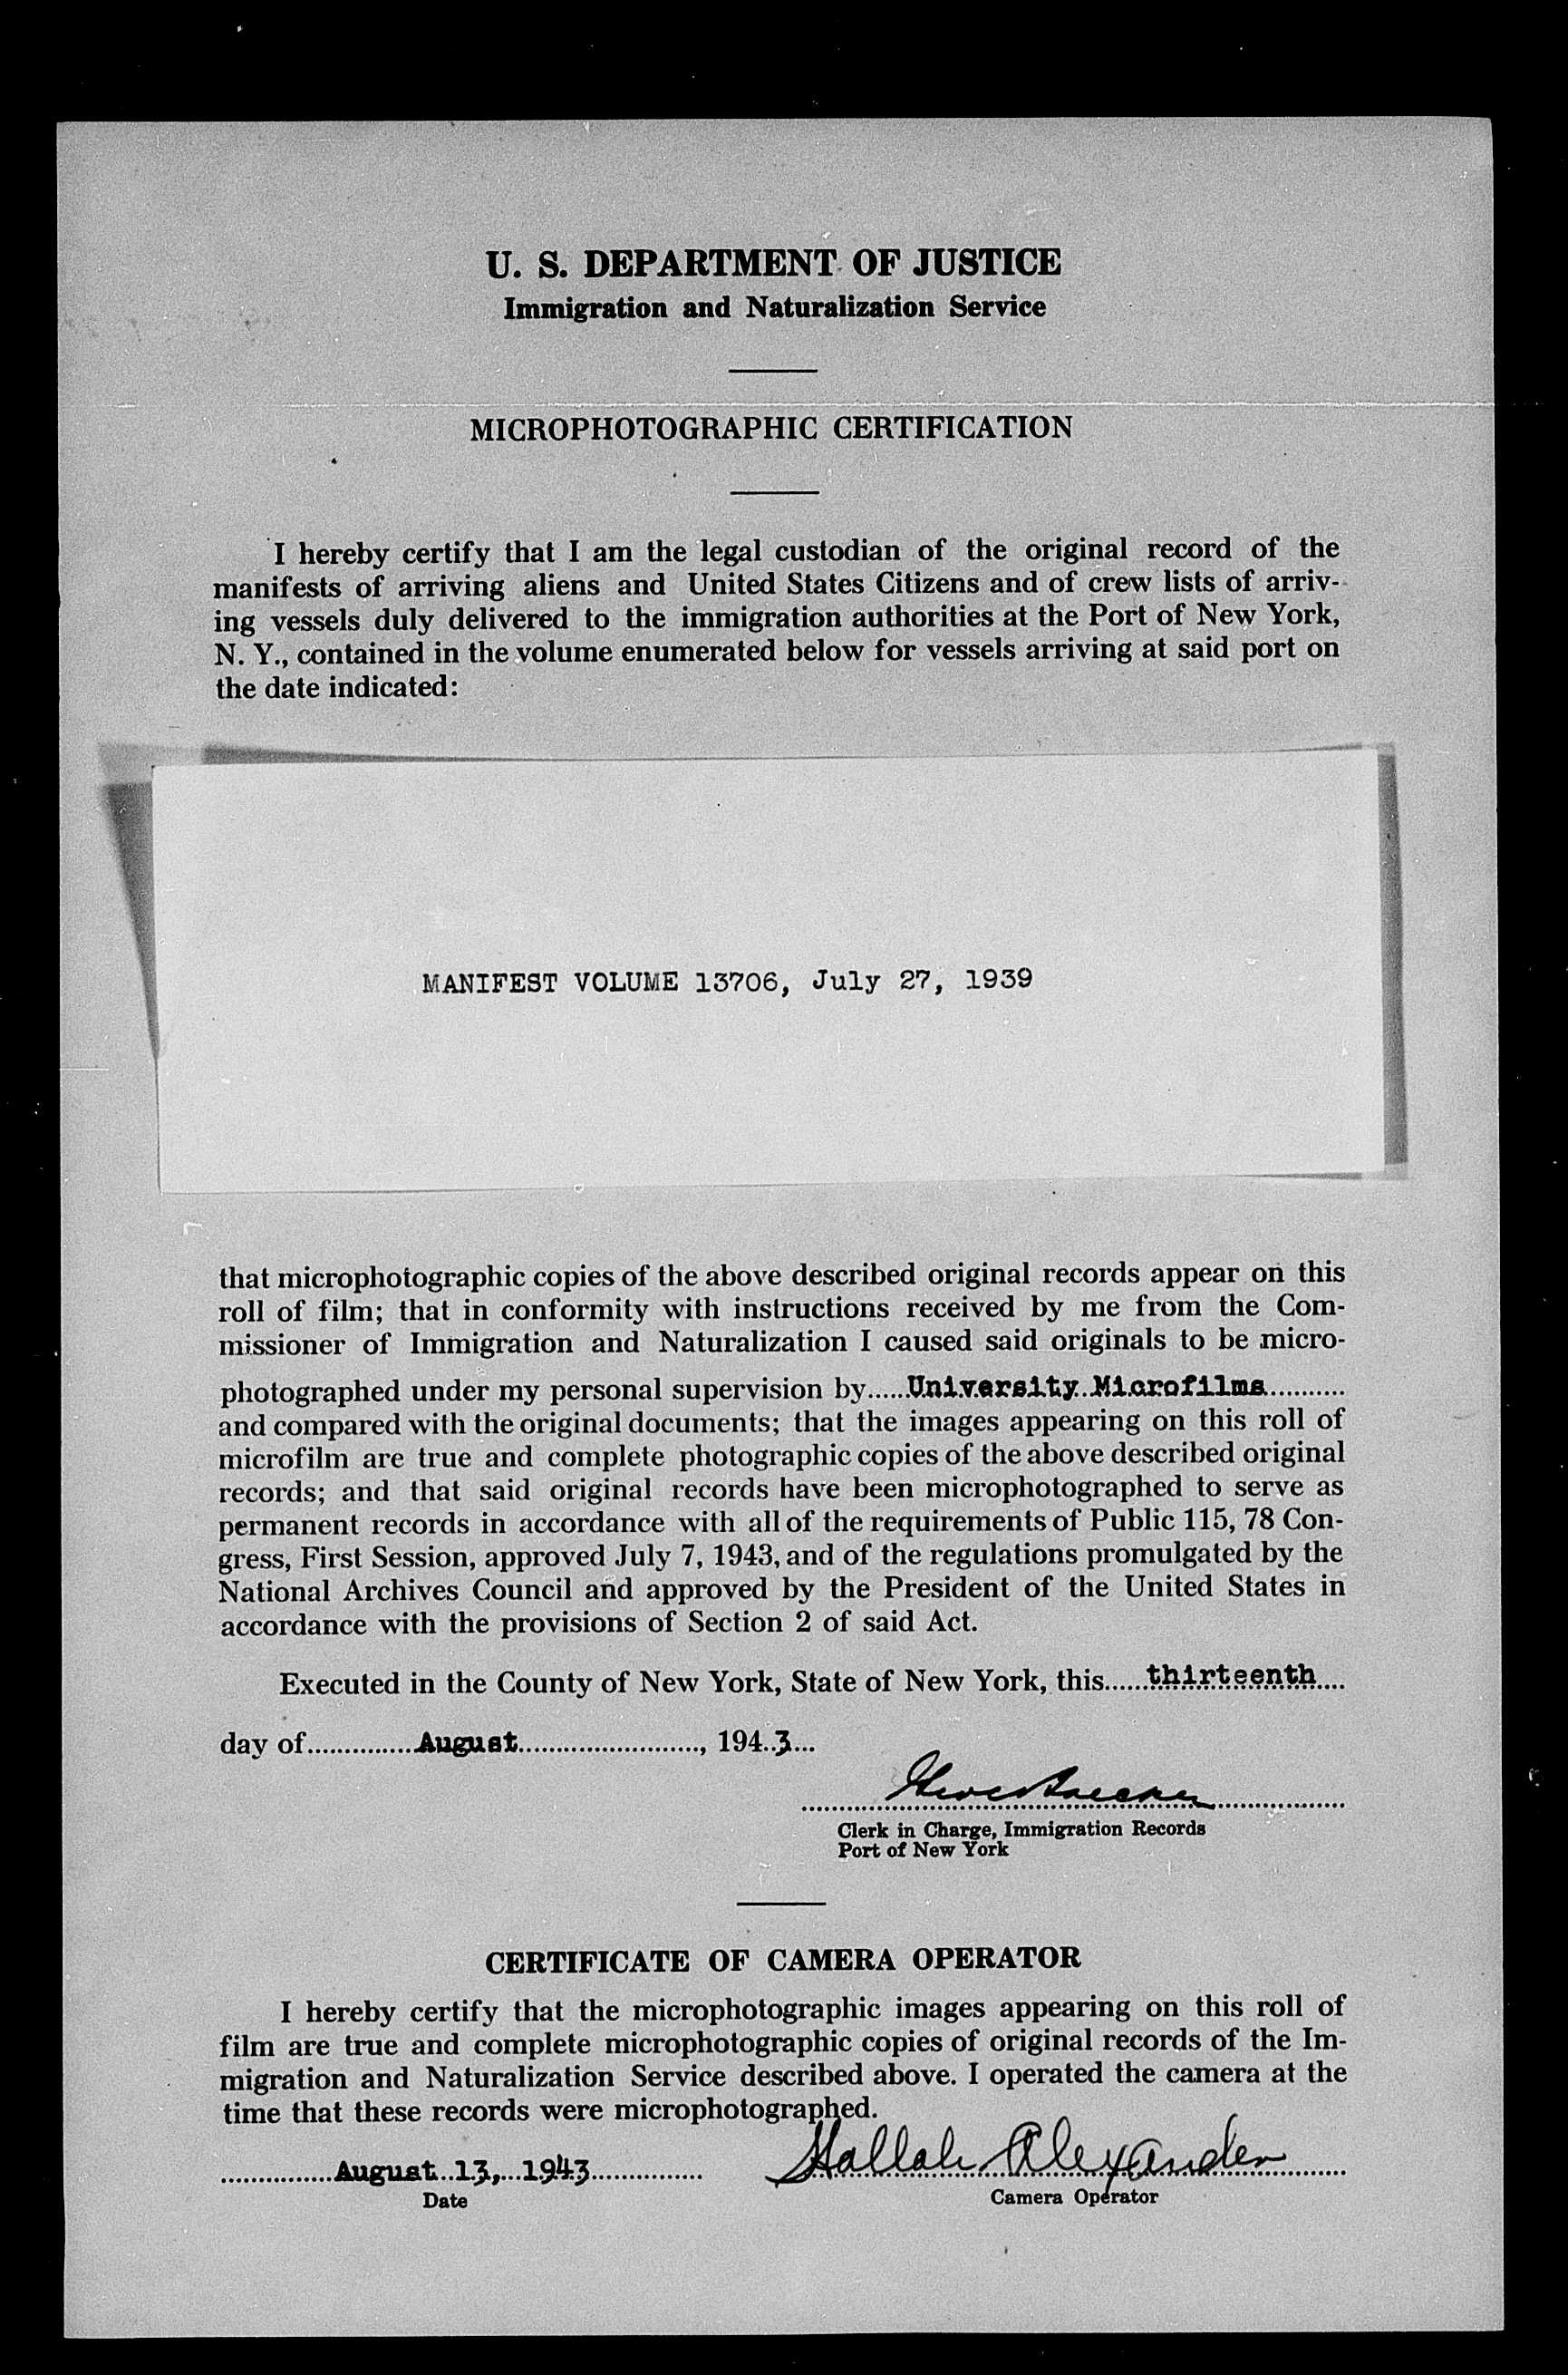 U. S. DEPARTMENT OF JUSTICE
Immigration and Naturalization Service
MICROPHOTOGRAPHIC CERTIFICATION
I hereby certify that I am the legal custodian of the original record of the
manifests of arriving aliens and United States Citizens and of crew lists of arriv-
ing vessels duly delivered to the immigration authorities at the Port of New York,
N. Y., contained in the volume enumerated below for vessels arriving at said port on
the date indicated:
MANIFEST VOLUME 13706, July 27, 1939
that microphotographic copies of the above described original records appear on this
roll of film; that in conformity with instructions received by me from the Com-
missioner of Immigration and Naturalization I caused said originals to be micro-
photographed under my personal supervision by......University Microfilms...........
and compared with the original documents; that the images appearing on this roll of
microfilm are true and complete photographic copies of the above described original
records; and that said original records have been microphotographed to serve as
permanent records in accordance with all of the requirements of Public 115, 78 Con-
gress, First Session, approved July 7, 1943, and of the regulations promulgated by the
National Archives Council and approved by the President of the United States in
accordance with the provisions of Section 2 of said Act.
Executed in the County of New York, State of New York, this......thirteenth....
day of...............August........................., 194..3...
Clerk in Charge, Immigration Records
Port of New York
CERTIFICATE OF CAMERA OPERATOR
I hereby certify that the microphotographic images appearing on this roll of
film are true and complete microphotographic copies of original records of the Im-
migration and Naturalization Service described above. I operated the camera at the
time that these records were microphotographed.
...............August 13, 1943............... Hallah Alexander
Date Camera Operator